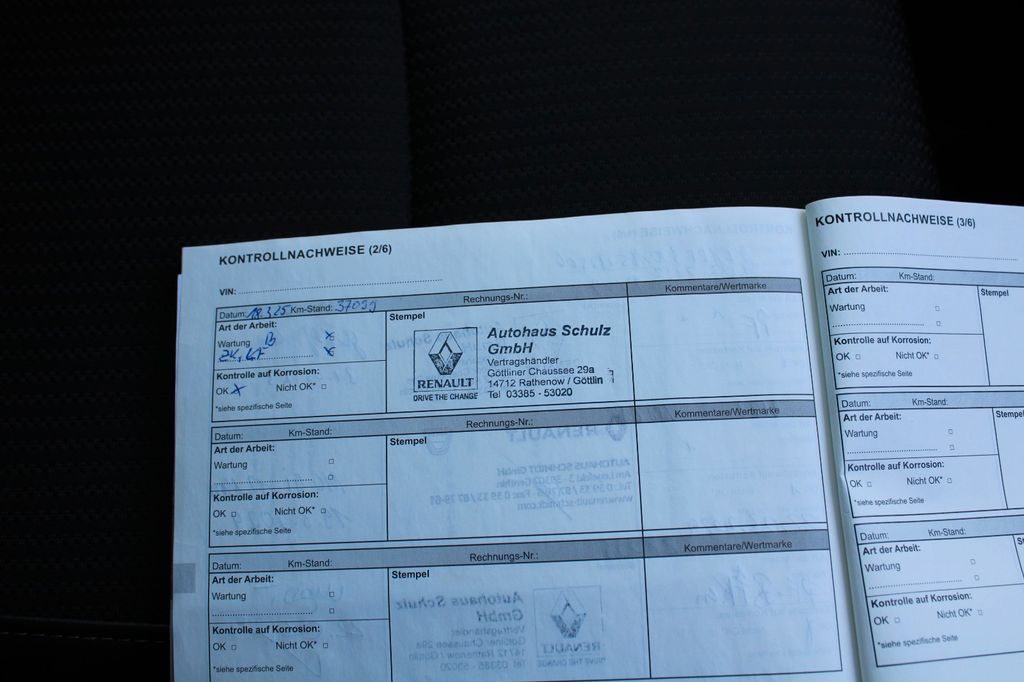 KONTROLLNACHWEISE (2/6)
VIN:
Datum: 18.3.25 Km-Stand: 37099
Rechnungs-Nr.:
Kommentare/Wertmarke
Art der Arbeit:
Wartung B x
x
Kontrolle auf Korrosion:
OK x Nicht OK* □
*siehe spezifische Seite
Stempel
RENAULT
DRIVE THE CHANGE
Autohaus Schulz
GmbH
Vertragshändler
Göttliner Chaussee 29a
14712 Rathenow / Göttlin
Tel 03385 - 53020
Datum: Km-Stand:
Rechnungs-Nr.:
Kommentare/Wertmarke
Art der Arbeit:
Wartung □
□
Kontrolle auf Korrosion:
OK □ Nicht OK* □
*siehe spezifische Seite
Stempel
Datum: Km-Stand:
Rechnungs-Nr.:
Kommentare/Wertmarke
Art der Arbeit:
Wartung □
□
Kontrolle auf Korrosion:
OK □ Nicht OK* □
*siehe spezifische Seite
Stempel
KONTROLLNACHWEISE (3/6)
VIN:
Datum: Km-Stand:
Art der Arbeit:
Wartung □
□
Kontrolle auf Korrosion:
OK □ Nicht OK* □
*siehe spezifische Seite
Stempel
Datum: Km-Stand:
Art der Arbeit:
Wartung □
□
Kontrolle auf Korrosion:
OK □ Nicht OK* □
*siehe spezifische Seite
Stempel
Datum: Km-Stand:
Art der Arbeit:
Wartung □
□
Kontrolle auf Korrosion:
OK □ Nicht OK* □
*siehe spezifische Seite